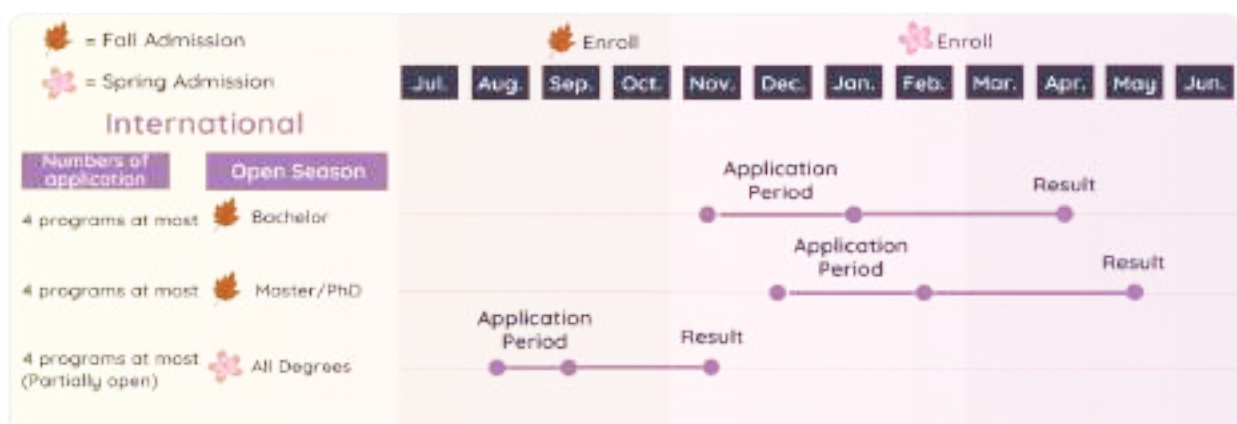 = Fall Admission
Enroll
Enroll
= Spring Admission
Jul. Aug. Sep. Oct. Nov. Dec. Jan. Feb. Mar. Apr. May Jun.
International
Numbers of
application
Open Season
Application
Period
Result
4 programs at most
Bachelor
Application
Period
Result
4 programs at most
Master/PhD
Application
Period
Result
4 programs at most
(Partially open)
All Degrees